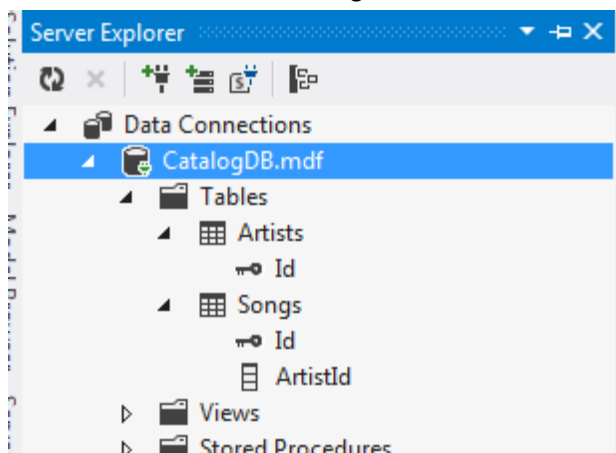 Server Explorer
Data Connections
CatalogDB.mdf
Tables
Artists
Id
Songs
Id
ArtistId
Views
Stored Procedures